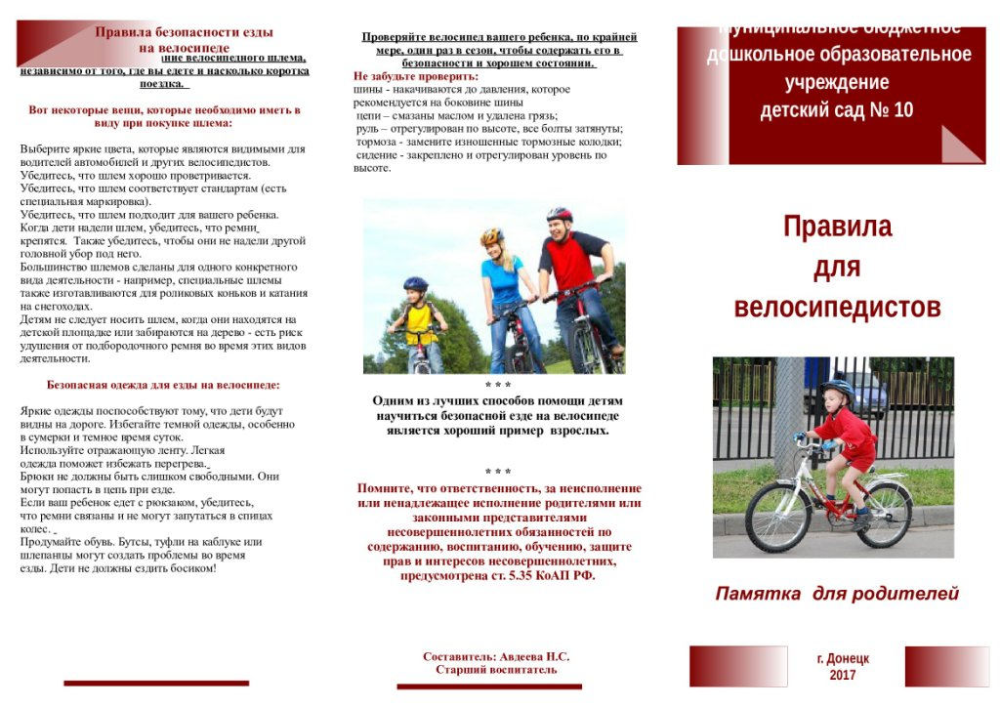 Правила безопасности езды
на велосипеде
ние велосипедного шлема,
независимо от того, где вы едете и насколько коротка
поездка.
Вот некоторые вещи, которые необходимо иметь в
виду при покупке шлема:
Выберите яркие цвета, которые являются видимыми для
водителей автомобилей и других велосипедистов.
Убедитесь, что шлем хорошо проветривается.
Убедитесь, что шлем соответствует стандартам (есть
специальная маркировка).
Убедитесь, что шлем подходит для вашего ребенка.
Когда дети надели шлем, убедитесь, что ремни
крепятся. Также убедитесь, чтобы они не надели другой
головной убор под него.
Большинство шлемов сделаны для одного конкретного
вида деятельности - например, специальные шлемы
также изготавливаются для роликовых коньков и катания
на снегоходах.
Детям не следует носить шлем, когда они находятся на
детской площадке или забираются на дерево - есть риск
удушения от подбородочного ремня во время этих видов
деятельности.
Безопасная одежда для езды на велосипеде:
Яркие одежды поспособствуют тому, что дети будут
видны на дороге. Избегайте темной одежды, особенно
в сумерки и темное время суток.
Используйте отражающую ленту. Легкая
одежда поможет избежать перегрева.
Брюки не должны быть слишком свободными. Они
могут попасть в цепь при езде.
Если ваш ребенок едет с рюкзаком, убедитесь,
что ремни связаны и не могут запутаться в спицах
колес.
Продумайте обувь. Бутсы, туфли на каблуке или
шлепанцы могут создать проблемы во время
езды. Дети не должны ездить босиком!
Проверяйте велосипед вашего ребенка, по крайней
мере, один раз в сезон, чтобы содержать его в
безопасности и хорошем состоянии.
Не забудьте проверить:
шины - накачиваются до давления, которое
рекомендуется на боковине шины
цепи – смазаны маслом и удалена грязь;
руль – отрегулирован по высоте, все болты затянуты;
тормоза - замените изношенные тормозные колодки;
сидение - закреплено и отрегулирован уровень по
высоте.
* * *
Одним из лучших способов помощи детям
научиться безопасной езде на велосипеде
является хороший пример взрослых.
* * *
Помните, что ответственность, за неисполнение
или ненадлежащее исполнение родителями или
законными представителями
несовершеннолетних обязанностей по
содержанию, воспитанию, обучению, защите
прав и интересов несовершеннолетних,
предусмотрена ст. 5.35 КоАП РФ.
Составитель: Авдеева Н.С.
Старший воспитатель
Муниципальное бюджетное
дошкольное образовательное
учреждение
детский сад № 10
Правила
для
велосипедистов
Памятка для родителей
г. Донецк
2017